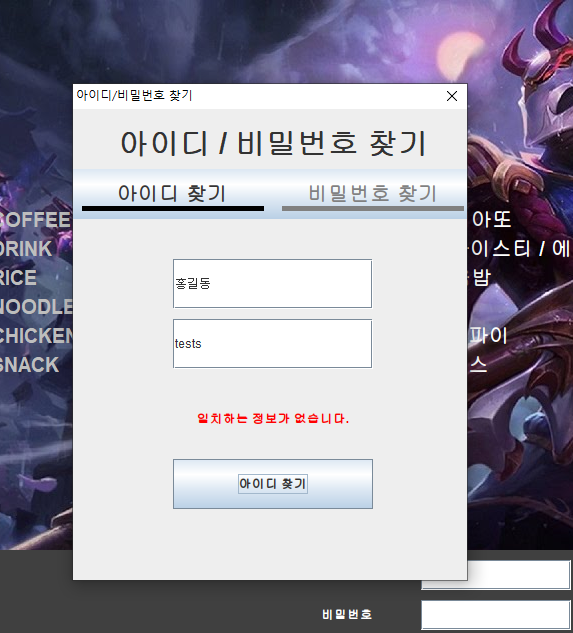 아이디/비밀번호 찾기
아이디 / 비밀번호 찾기
아이디 찾기 비밀번호 찾기
COFFEE 아또
DRINK 이스티 / 에
RICE 밥
NOODLE
홍길동
CHICKEN 파이
tests
SNACK 스
일치하는 정보가 없습니다.
아이디 찾기
비밀번호